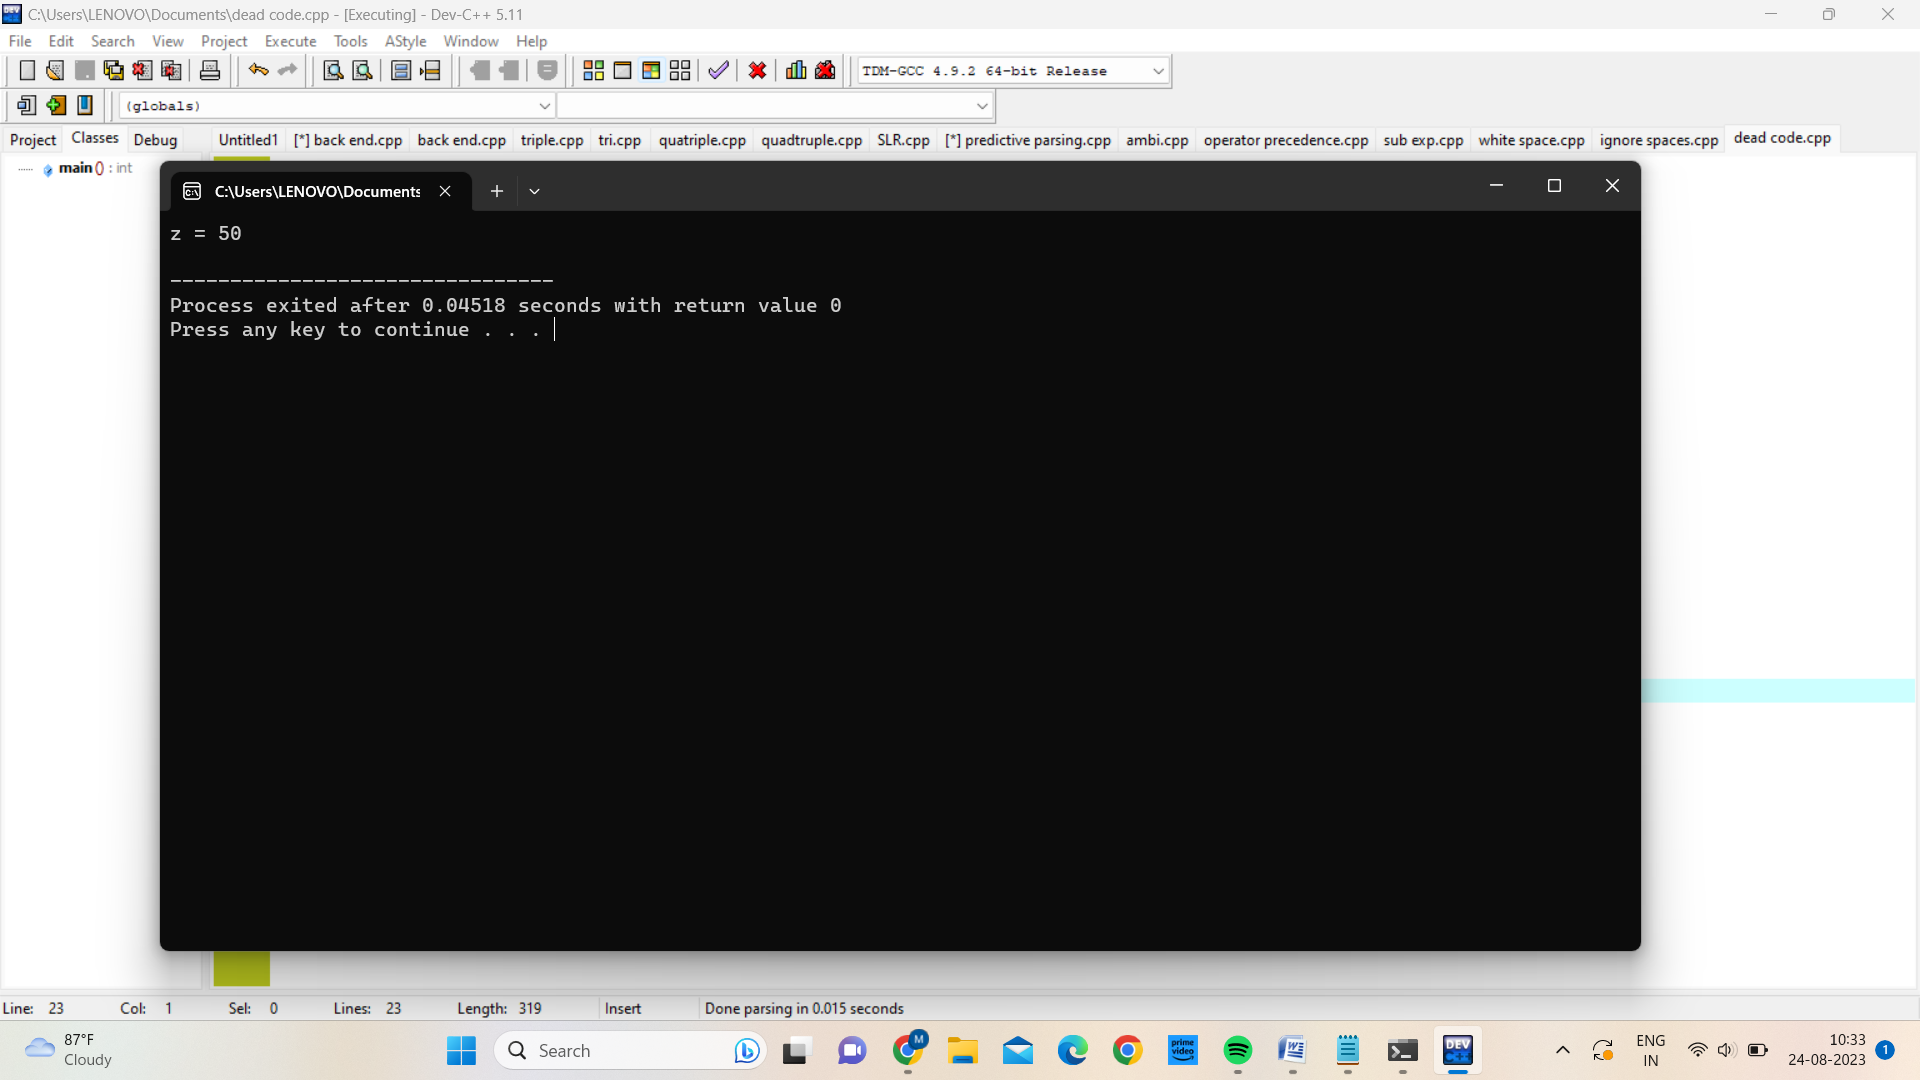 C:\Users\LENOVO\Documents\dead code.cpp - [Executing] - Dev-C++ 5.11
File Edit Search View Project Execute Tools AStyle Window Help
TDM-GCC 4.9.2 64-bit Release
(globals)
Project Classes Debug Untitled1 [*] back end.cpp back end.cpp triple.cpp tri.cpp quatriple.cpp quadtruple.cpp SLR.cpp [*] predictive parsing.cpp ambi.cpp operator precedence.cpp sub exp.cpp white space.cpp ignore spaces.cpp dead code.cpp
main () : int
C:\Users\LENOVO\Documents
z = 50
--------------------------------
Process exited after 0.04518 seconds with return value 0
Press any key to continue . . .
Line: 23 Col: 1 Sel: 0 Lines: 23 Length: 319 Insert Done parsing in 0.015 seconds
87°F
Cloudy
Search
M
prime video
DEV C++
ENG
IN
10:33
24-08-2023
1